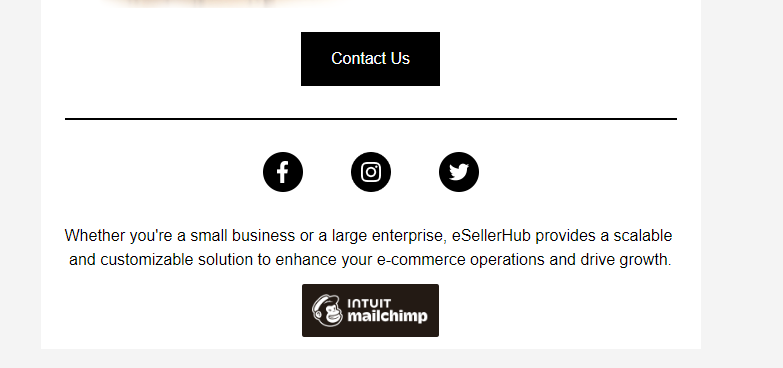 Contact Us
Whether you're a small business or a large enterprise, eSellerHub provides a scalable
and customizable solution to enhance your e-commerce operations and drive growth.
INTUIT
mailchimp